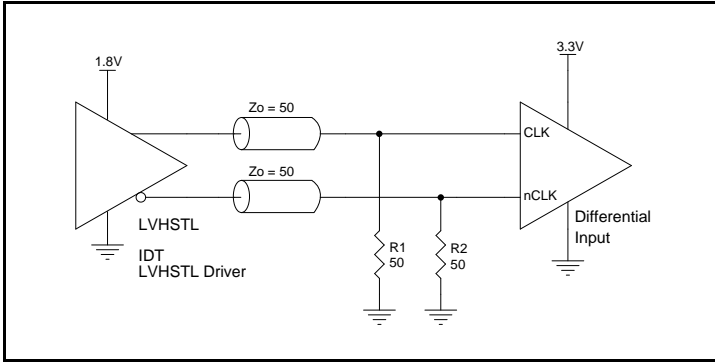 3.3V
1.8V
Zo = 50
CLK
Zo = 50
nCLK
Differential
Input
LVHSTL
R1
50
R2
50
IDT
LVHSTL Driver